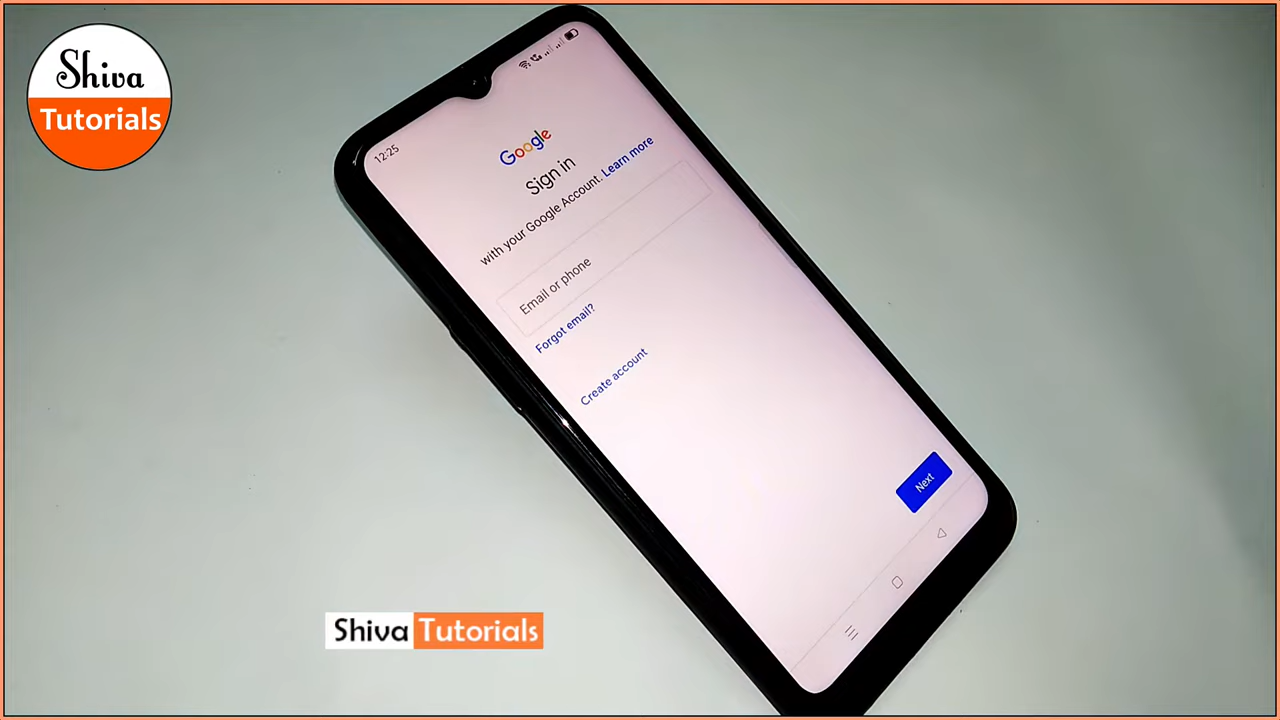 Shiva
Tutorials
12:25
Google
Sign in
with your Google Account. Learn more
Email or phone
Forgot email?
Create account
Next
Shiva Tutorials